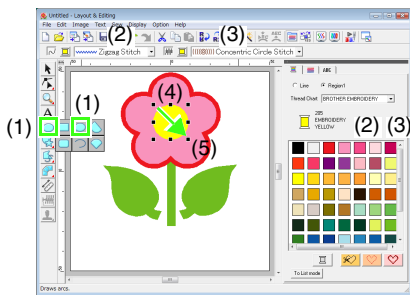 Untitled - Layout & Editing
File Edit Image Text Sew Display Option Help
(2) (3)
Zigzag Stitch
Concentric Circle Stitch
ABC
Line Region1
Thread Chart BROTHER EMBROIDERY
205
EMBROIDERY
YELLOW
(2) (3)
(4)
(1)
(1)
(5)
A
To List mode
Draws arcs.